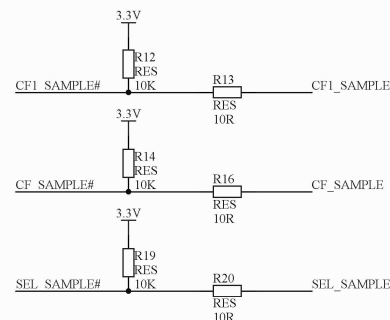 3.3V
R12
RES
10K
R13
CF1_SAMPLE#
CF1_SAMPLE
RES
10R
3.3V
R14
RES
10K
R16
CF_SAMPLE#
CF_SAMPLE
RES
10R
3.3V
R19
RES
10K
R20
SEL_SAMPLE#
SEL_SAMPLE
RES
10R